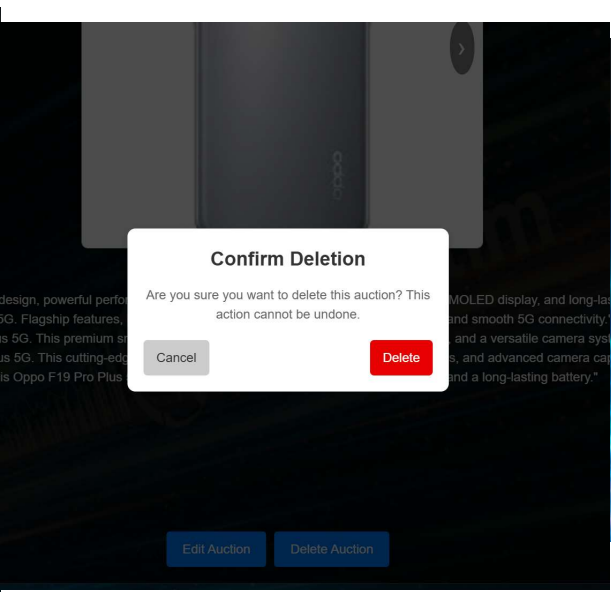 ›
oppo
Confirm Deletion
Are you sure you want to delete this auction? This
action cannot be undone.
Cancel
Delete
design, powerful perfor
MOLED display, and long-las
5G. Flagship features,
and smooth 5G connectivity.
us 5G. This premium sm
, and a versatile camera sys
us 5G. This cutting-edg
s, and advanced camera cap
is Oppo F19 Pro Plus
and a long-lasting battery."
Edit Auction
Delete Auction